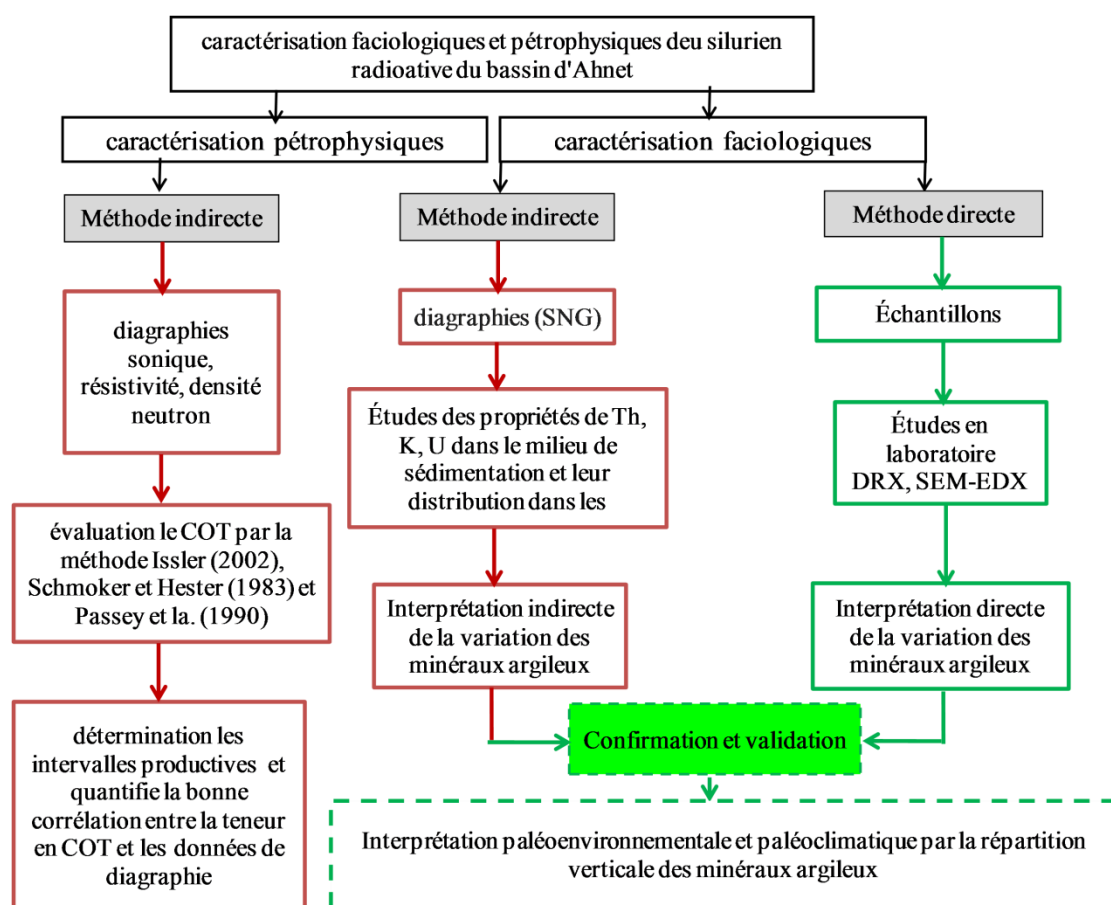 caractérisation faciologiques et pétrophysiques deu silurien
radioative du bassin d'Ahnet
caractérisation pétrophysiques
caractérisation faciologiques
Méthode indirecte
Méthode indirecte
Méthode directe
diagraphies
sonique,
résistivité, densité
neutron
diagraphies (SNG)
Échantillons
Études des propriétés de Th,
K, U dans le milieu de
sédimentation et leur
distribution dans les
Études en
laboratoire
DRX, SEM-EDX
évaluation le COT par la
méthode Issler (2002),
Schmoker et Hester (1983) et
Passey et la. (1990)
Interprétation indirecte
de la variation des
minéraux argileux
Interprétation directe
de la variation des
minéraux argileux
détermination les
intervalles productives et
quantifie la bonne
corrélation entre la teneur
en COT et les données de
diagraphie
Confirmation et validation
Interprétation paléoenvironnementale et paléoclimatique par la répartition
verticale des minéraux argileux